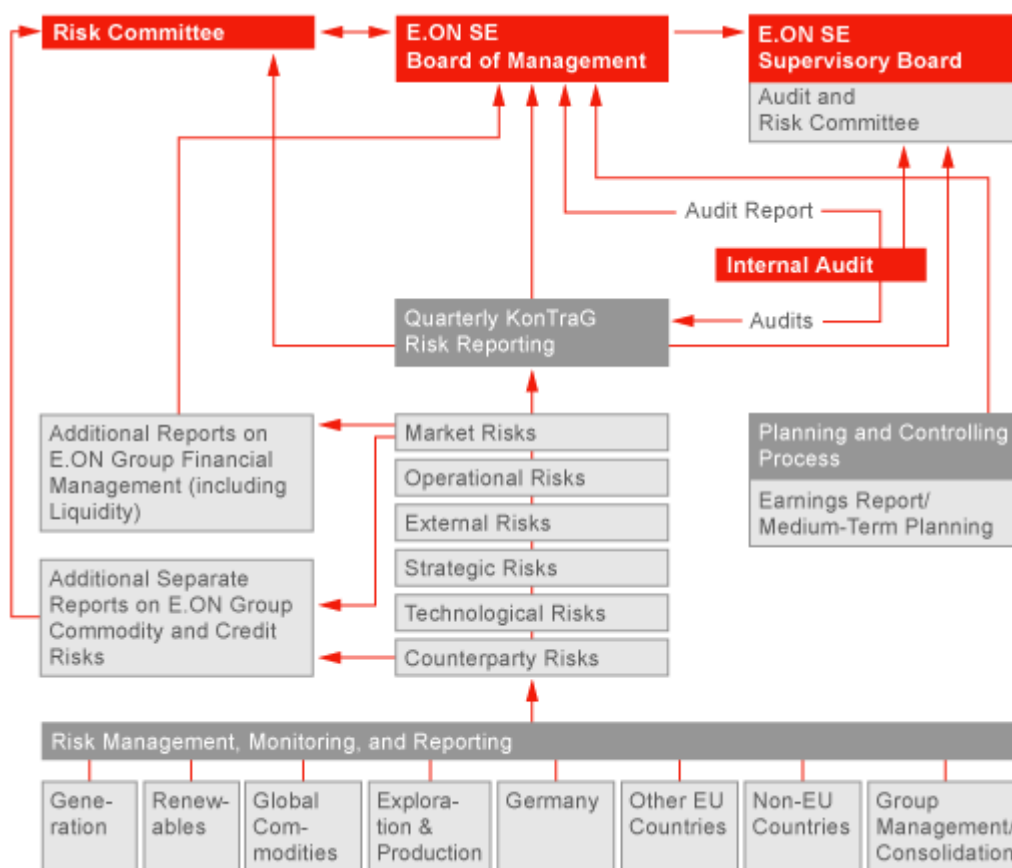 Risk Committee
E.ON SE
Board of Management
E.ON SE
Supervisory Board
Audit and
Risk Committee
Audit Report
Internal Audit
Quarterly KonTraG
Risk Reporting
Audits
Additional Reports on
E.ON Group Financial
Management (including
Liquidity)
Market Risks
Operational Risks
External Risks
Strategic Risks
Technological Risks
Counterparty Risks
Planning and Controlling
Process
Earnings Report/
Medium-Term Planning
Additional Separate
Reports on E.ON Group
Commodity and Credit
Risks
Risk Management, Monitoring, and Reporting
Gene-
ration
Renew-
ables
Global
Com-
modities
Explora-
tion &
Production
Germany
Other EU
Countries
Non-EU
Countries
Group
Management/
Consolidation